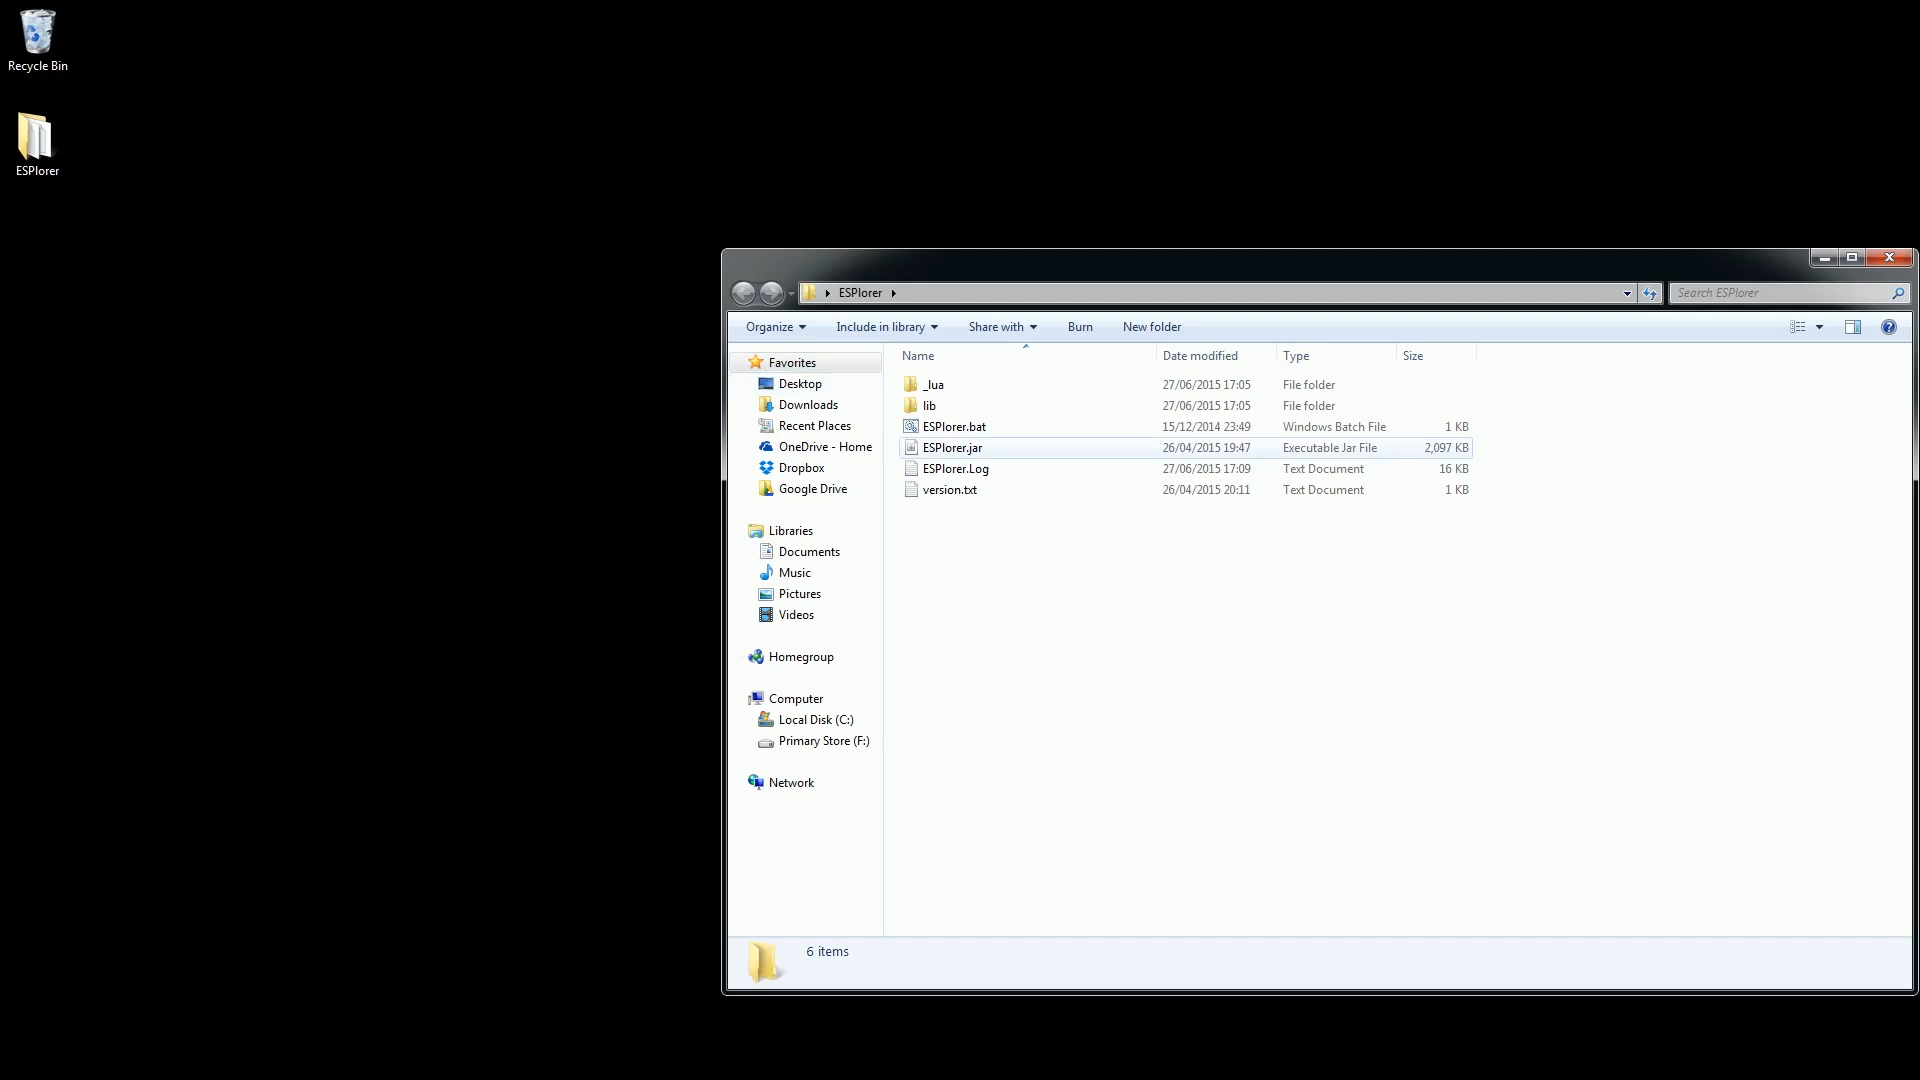 Recycle Bin
ESPlorer
ESPlorer
Search ESPlorer
Organize Include in library Share with Burn New folder
Name Date modified Type Size
Favorites
Desktop
Downloads
Recent Places
OneDrive - Home
Dropbox
Google Drive
Libraries
Documents
Music
Pictures
Videos
Homegroup
Computer
Local Disk (C:)
Primary Store (F:)
Network
_lua 27/06/2015 17:05 File folder
lib 27/06/2015 17:05 File folder
ESPlorer.bat 15/12/2014 23:49 Windows Batch File 1 KB
ESPlorer.jar 26/04/2015 19:47 Executable Jar File 2,097 KB
ESPlorer.Log 27/06/2015 17:09 Text Document 16 KB
version.txt 26/04/2015 20:11 Text Document 1 KB
6 items